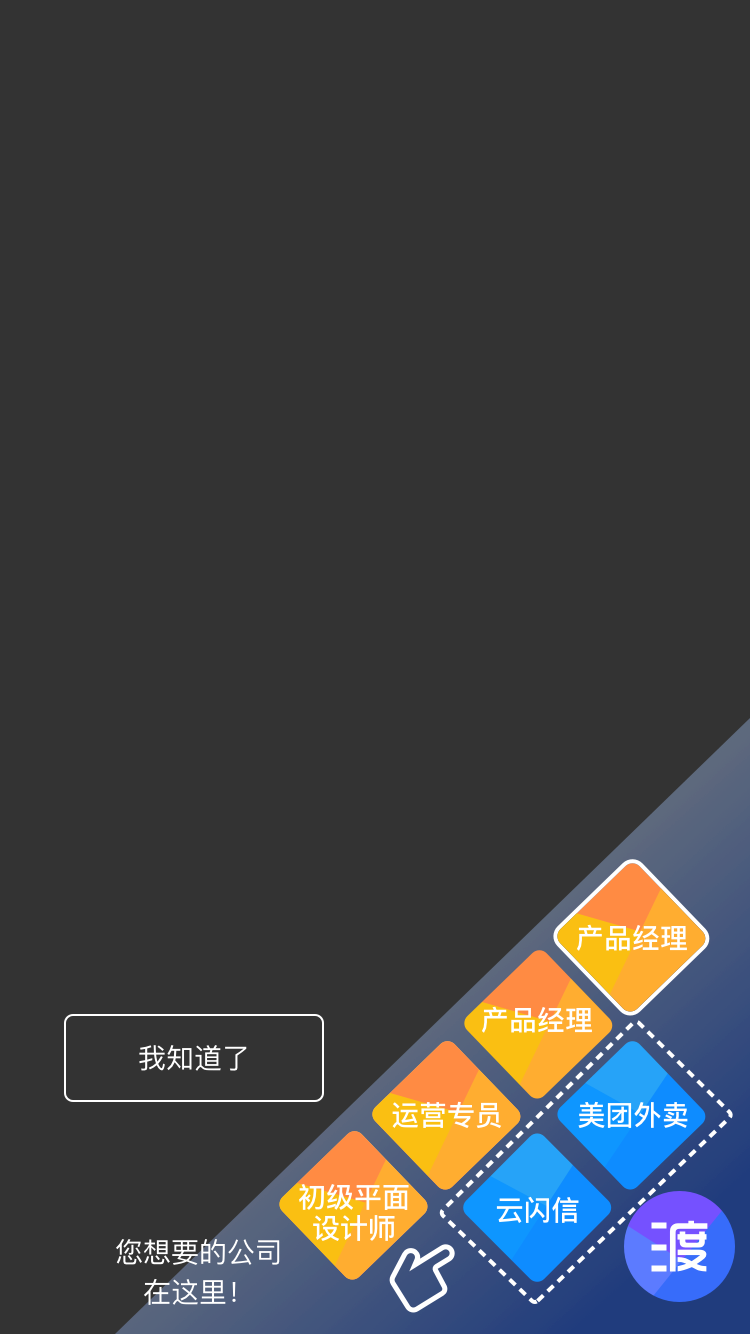 产品经理
产品经理
我知道了
运营专员
美团外卖
初级平面
设计师
云闪信
您想要的公司
在这里！
渡